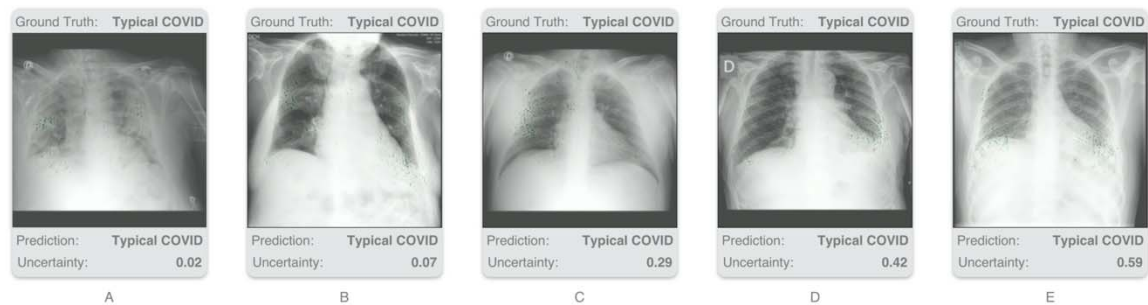 Ground Truth: Typical COVID
Prediction: Typical COVID
Uncertainty: 0.02
A
Ground Truth: Typical COVID
Prediction: Typical COVID
Uncertainty: 0.07
B
Ground Truth: Typical COVID
Prediction: Typical COVID
Uncertainty: 0.29
C
Ground Truth: Typical COVID
D
Prediction: Typical COVID
Uncertainty: 0.42
D
Ground Truth: Typical COVID
Prediction: Typical COVID
Uncertainty: 0.59
E